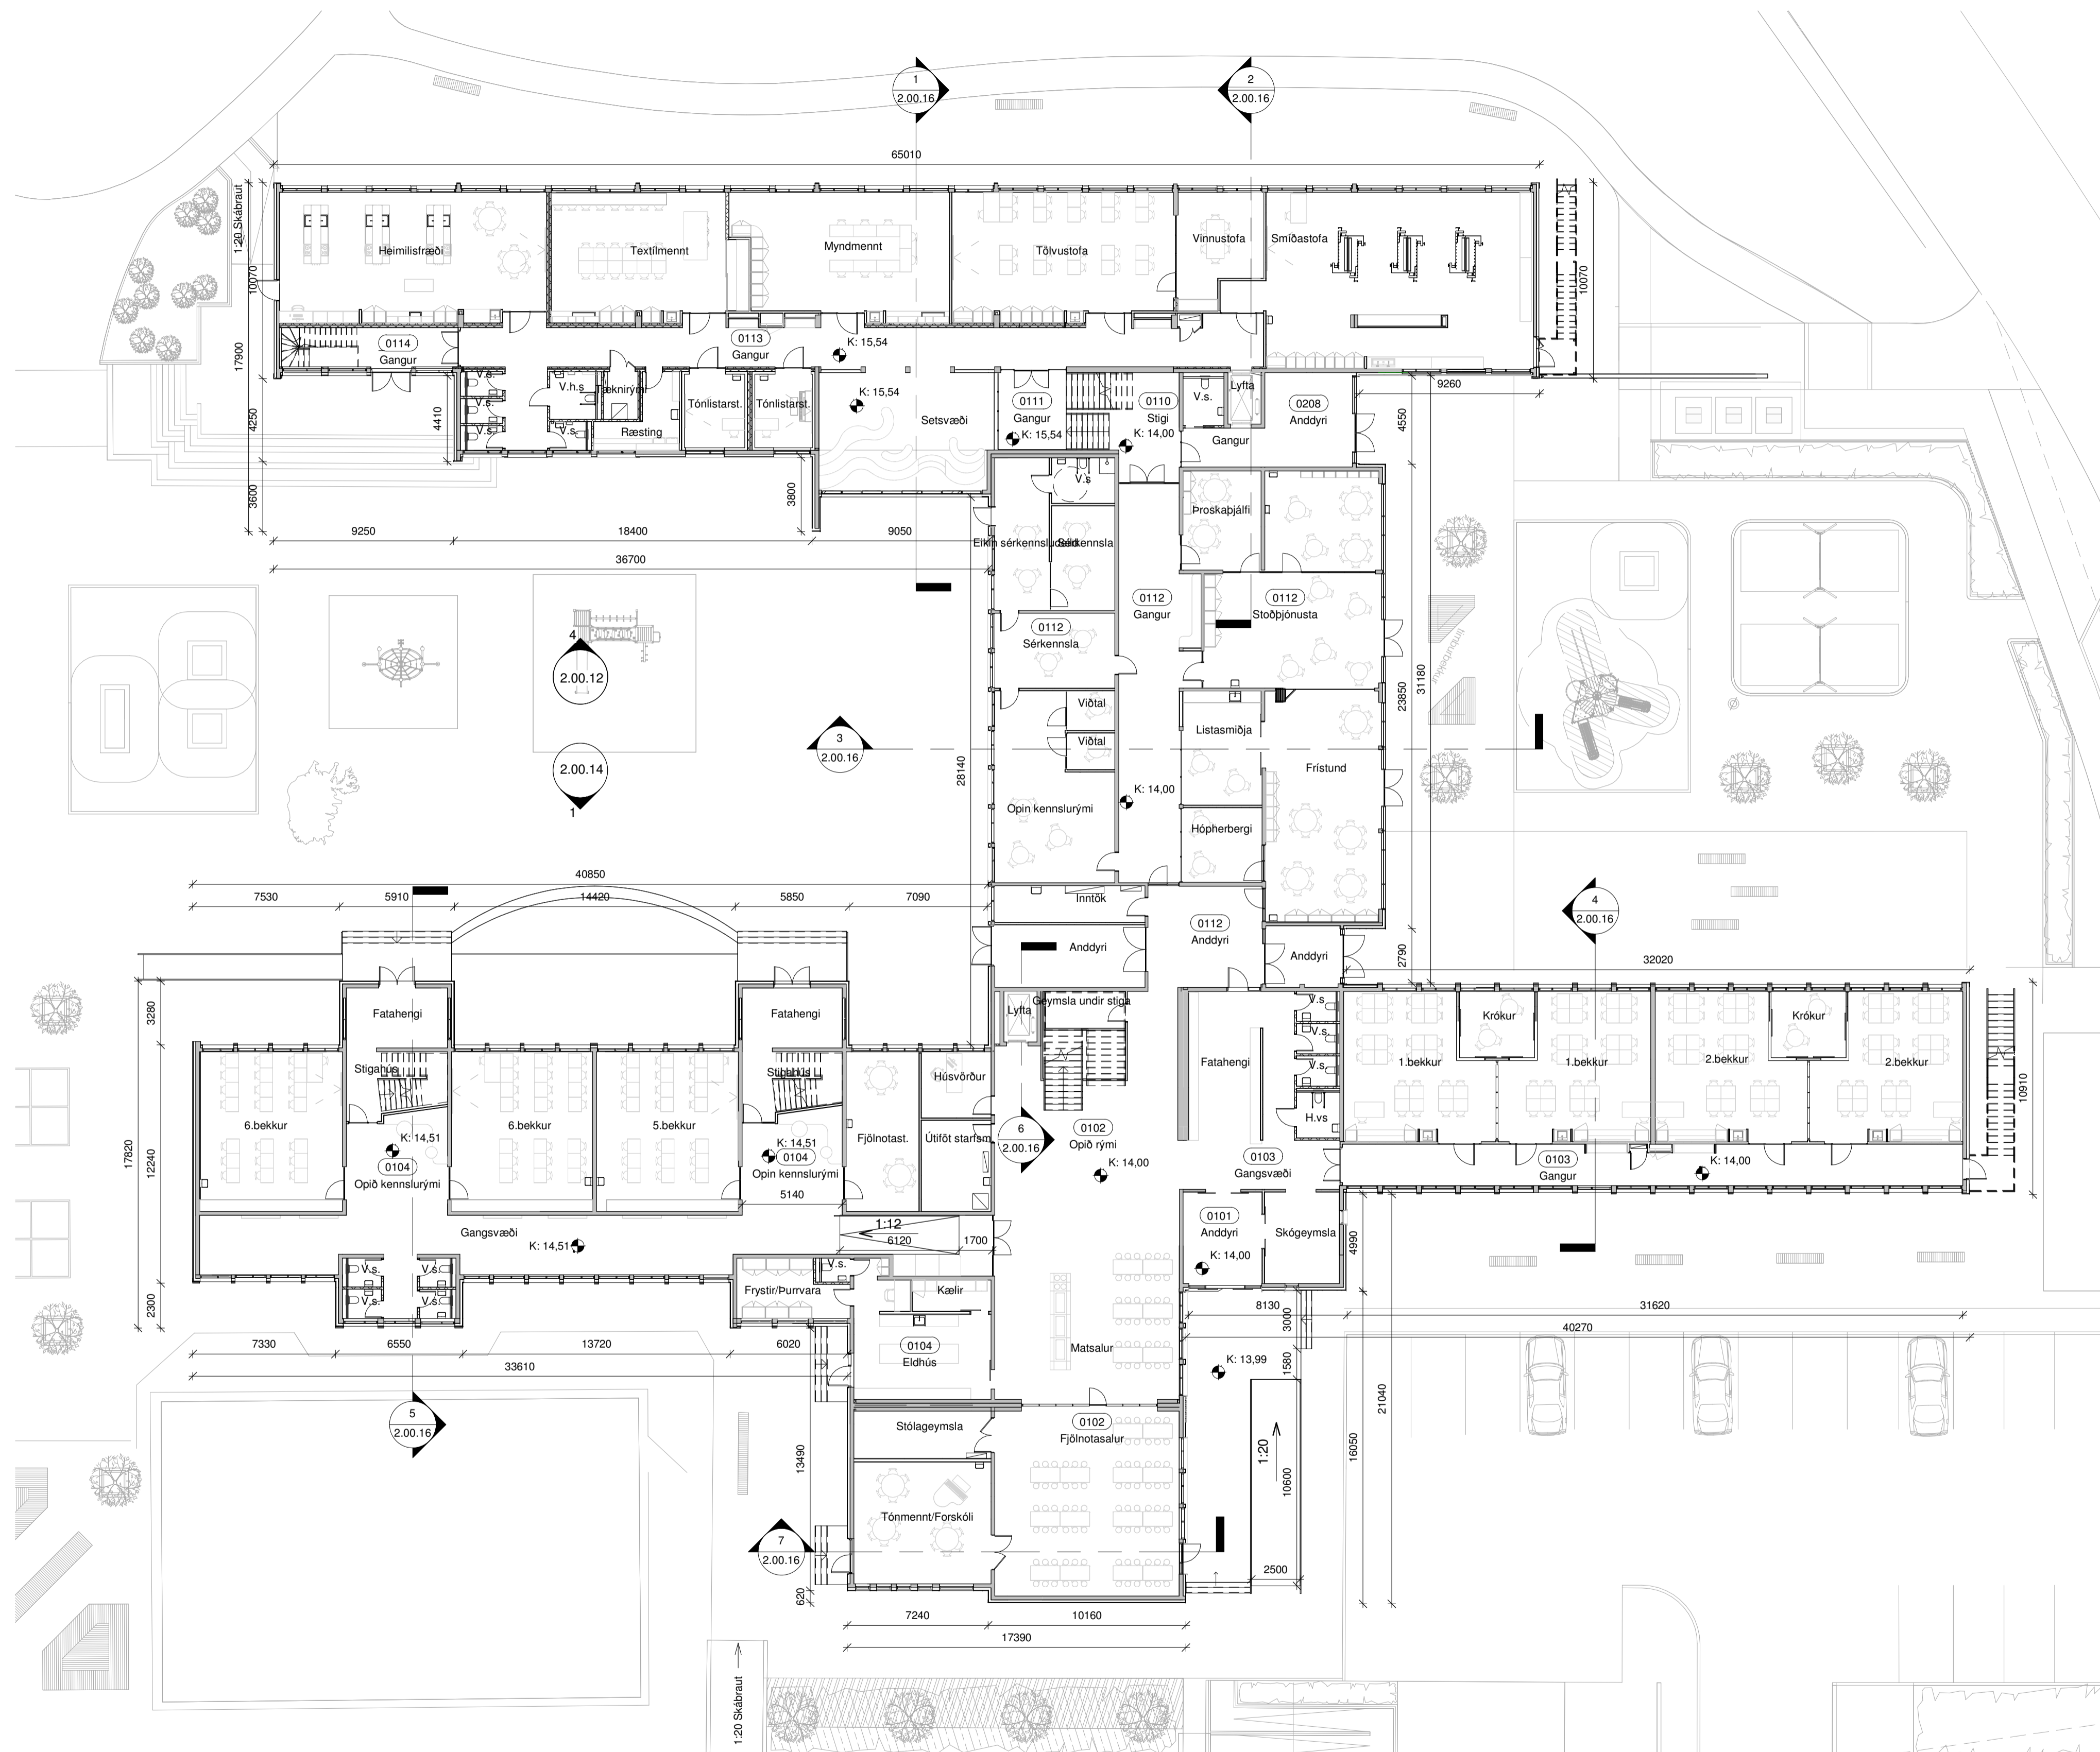 1
2.00.16
2
2.00.16
65010
1:20 Skábraut
10070
17900
4250
3600
Heimilisfræði
Textílmennt
Myndmennt
Tölvustofa
Vinnustofa
Smíðastofa
10070
0114
Gangur
0113
Gangur
K: 15,54
K: 15,54
V.s.
V.s.
V.s.
V.h.s
Tæknirými
V.s.
Ræsting
Tónlistarst.
Tónlistarst.
Setsvæði
0111
Gangur
K: 15,54
0110
Stigi
K: 14,00
V.s.
Lyfta
Gangur
0208
Anddyri
9260
4550
4410
3800
9250
18400
9050
36700
V.s
Eikin sérkennsludeild
Sérkennsla
Þroskaþjálfi
0112
Gangur
0112
Stoðþjónusta
0112
Sérkennsla
4
2.00.12
2.00.14
1
3
2.00.16
28140
Viðtal
Viðtal
Listasmiðja
Frístund
Opin kennslurými
K: 14,00
Hópherbergi
23850
31180
timburbekkur
Inntök
Anddyri
0112
Anddyri
Anddyri
2790
4
2.00.16
32020
40850
7530
5910
14420
5850
7090
Fatahengi
Fatahengi
3280
17820
12240
2300
Stigahús
Stigahús
6.bekkur
6.bekkur
5.bekkur
K: 14,51
0104
Opið kennslurými
K: 14,51
0104
Opin kennslurými
5140
Fjölnotast.
Húsvörður
Útiföt starfsm
Lyfta
Geymsla undir stiga
6
2.00.16
0102
Opið rými
K: 14,00
Fatahengi
V.s.
V.s.
V.s.
H.vs
0103
Gangsvæði
Krókur
Krókur
1.bekkur
1.bekkur
2.bekkur
2.bekkur
0103
Gangur
K: 14,00
10910
Gangsvæði
K: 14,51
1:12
6120
1700
V.s.
V.s.
V.s.
V.s.
V.s.
Frystir/Þurrvara
Kælir
0104
Eldhús
Matsalur
0101
Anddyri
K: 14,00
Skógeymsla
4990
8130
3000
31620
40270
K: 13,99
1580
7330
6550
13720
6020
33610
5
2.00.16
Stólageymsla
0102
Fjölnotasalur
Tónmennt/Forskóli
13490
620
7
2.00.16
1:20
10600
2500
16050
21040
7240
10160
17390
1:20 Skábraut